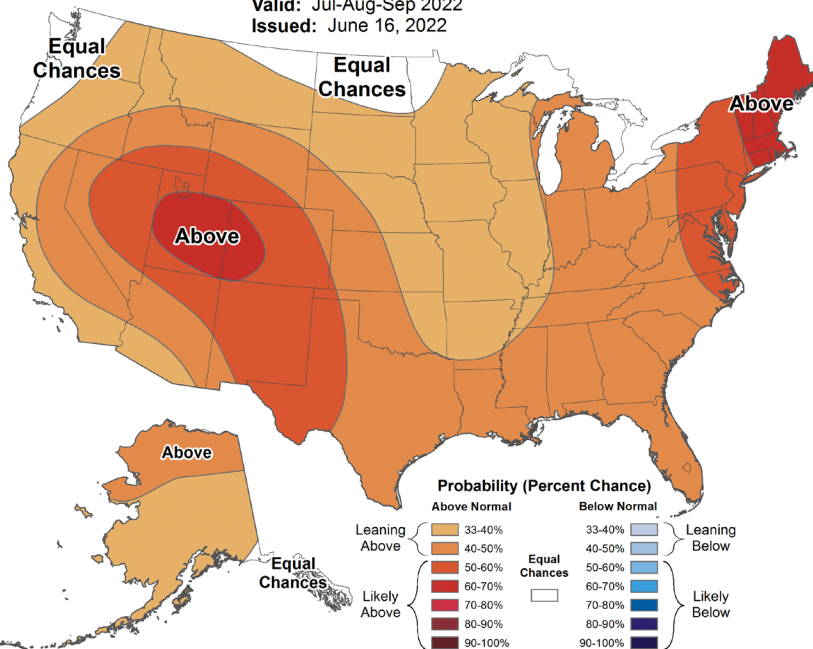 Valid: Jul-Aug-Sep 2022
Issued: June 16, 2022
Equal
Chances
Equal
Chances
Above
Above
Above
Equal
Chances
Probability (Percent Chance)
Above Normal
Below Normal
Leaning
Above
33-40%
40-50%
Likely
Above
50-60%
60-70%
70-80%
80-90%
90-100%
Equal
Chances
33-40%
40-50%
Leaning
Below
50-60%
60-70%
70-80%
80-90%
90-100%
Likely
Below